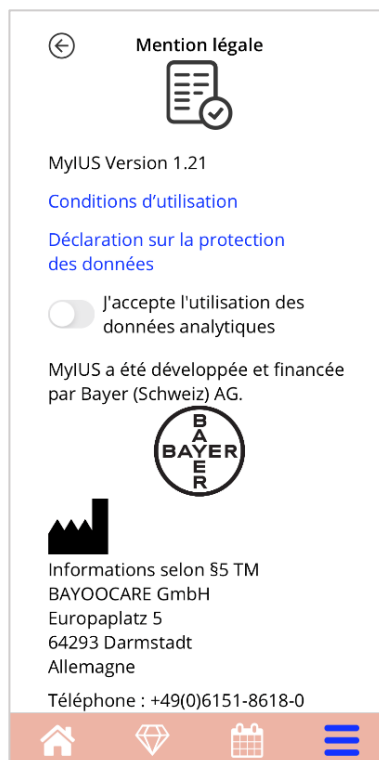 Mention légale
MyIUS Version 1.21
Conditions d’utilisation
Déclaration sur la protection
des données
J'accepte l'utilisation des
données analytiques
MyIUS a été développée et financée
par Bayer (Schweiz) AG.
BAYER
BAYER
Informations selon §5 TM
BAYOOCARE GmbH
Europaplatz 5
64293 Darmstadt
Allemagne
Téléphone : +49(0)6151-8618-0